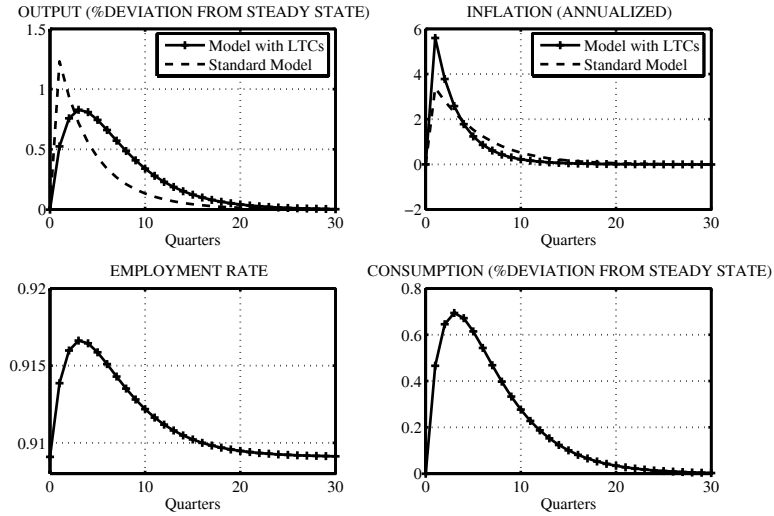 OUTPUT (%DEVIATION FROM STEADY STATE)
1.5
1
0.5
0
0 10 20 30
Quarters
Model with LTCs
Standard Model
INFLATION (ANNUALIZED)
6
4
2
0
−2
0 10 20 30
Quarters
Model with LTCs
Standard Model
EMPLOYMENT RATE
0.92
0.915
0.91
0 10 20 30
Quarters
CONSUMPTION (%DEVIATION FROM STEADY STATE)
0.8
0.6
0.4
0.2
0
0 10 20 30
Quarters